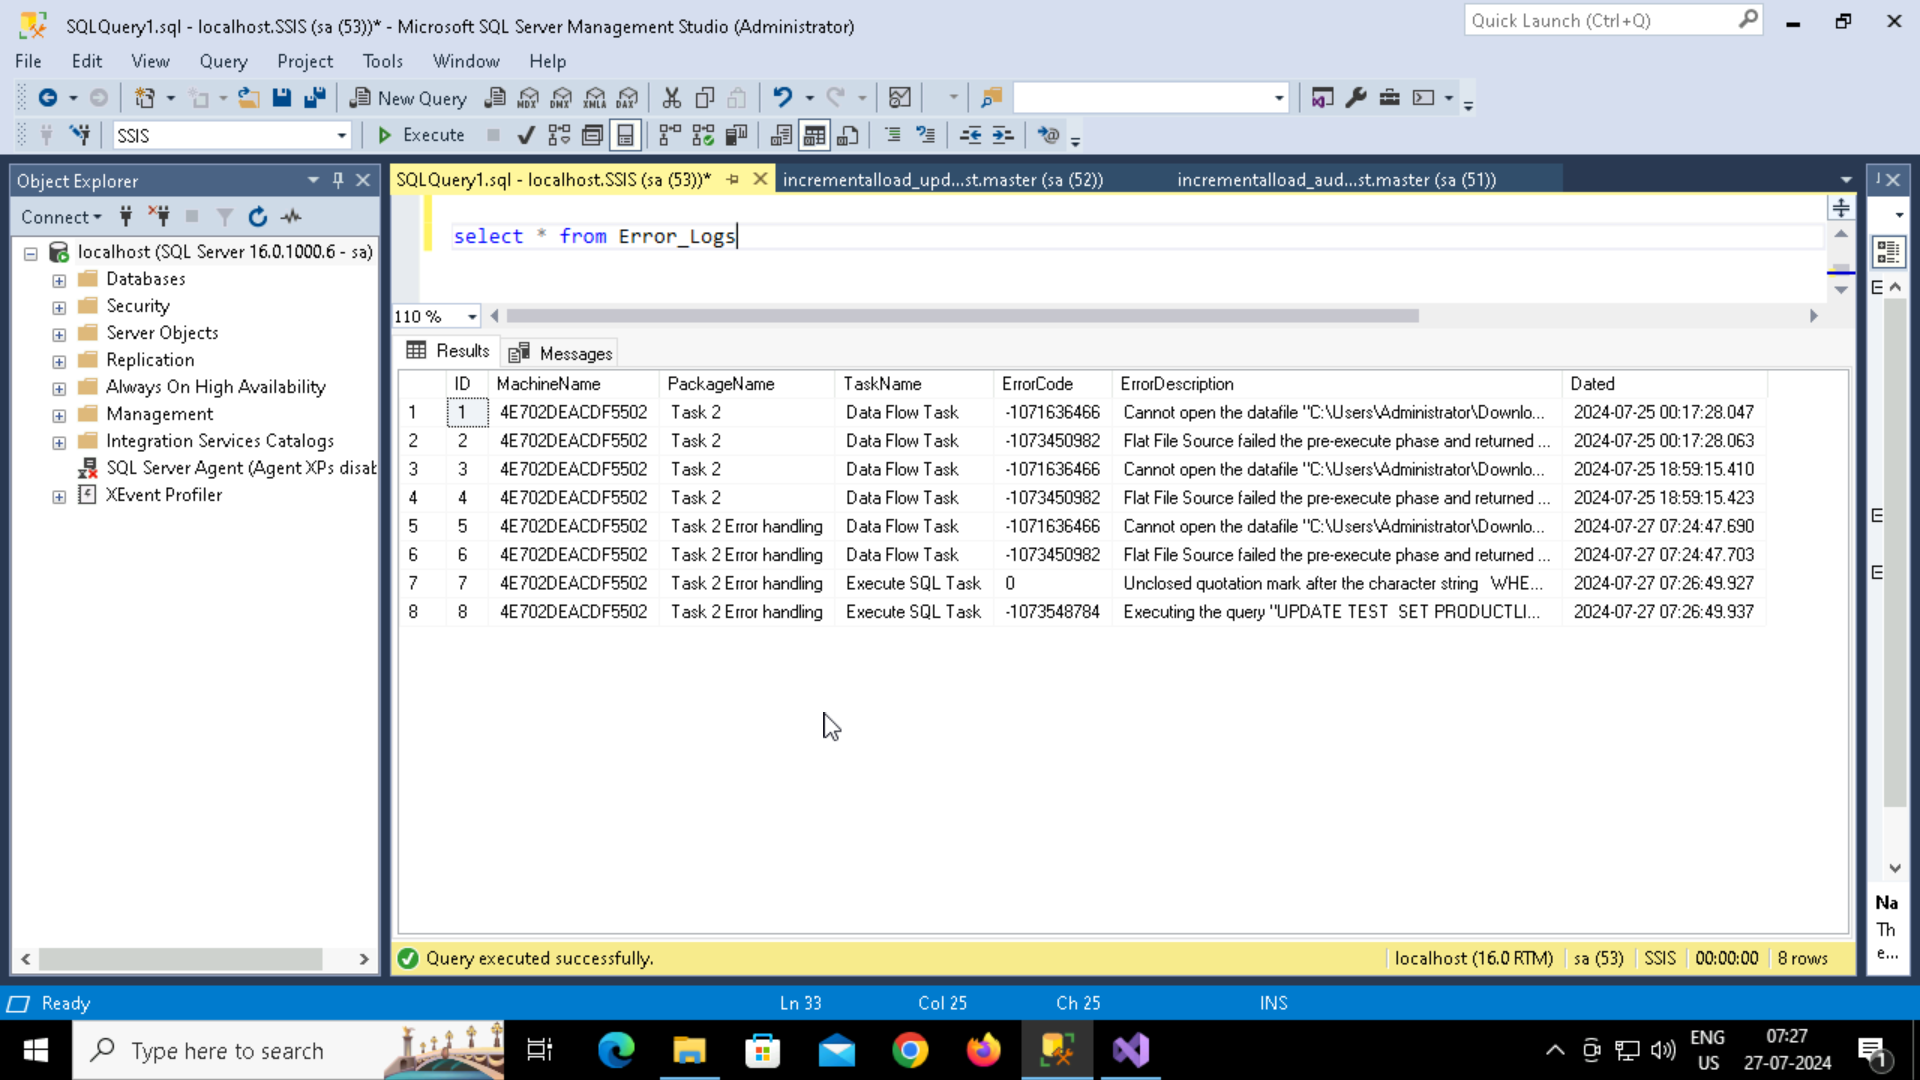 SQLQuery1.sql - localhost.SSIS (sa (53))* - Microsoft SQL Server Management Studio (Administrator)
Quick Launch (Ctrl+Q)
File Edit View Query Project Tools Window Help
New Query MDX DMX XMLA DAX
SSIS Execute
Object Explorer
Connect
localhost (SQL Server 16.0.1000.6 - sa)
Databases
Security
Server Objects
Replication
Always On High Availability
Management
Integration Services Catalogs
SQL Server Agent (Agent XPs disab
XEvent Profiler
SQLQuery1.sql - localhost.SSIS (sa (53))* incrementalload_upd...st.master (sa (52)) incrementalload_aud...st.master (sa (51))
select * from Error_Logs
110 %
Results Messages
ID MachineName PackageName TaskName ErrorCode ErrorDescription Dated
1 1 4E702DEACDF5502 Task 2 Data Flow Task -1071636466 Cannot open the datafile "C:\Users\Administrator\Downlo... 2024-07-25 00:17:28.047
2 2 4E702DEACDF5502 Task 2 Data Flow Task -1073450982 Flat File Source failed the pre-execute phase and returned ... 2024-07-25 00:17:28.063
3 3 4E702DEACDF5502 Task 2 Data Flow Task -1071636466 Cannot open the datafile "C:\Users\Administrator\Downlo... 2024-07-25 18:59:15.410
4 4 4E702DEACDF5502 Task 2 Data Flow Task -1073450982 Flat File Source failed the pre-execute phase and returned ... 2024-07-25 18:59:15.423
5 5 4E702DEACDF5502 Task 2 Error handling Data Flow Task -1071636466 Cannot open the datafile "C:\Users\Administrator\Downlo... 2024-07-27 07:24:47.690
6 6 4E702DEACDF5502 Task 2 Error handling Data Flow Task -1073450982 Flat File Source failed the pre-execute phase and returned ... 2024-07-27 07:24:47.703
7 7 4E702DEACDF5502 Task 2 Error handling Execute SQL Task 0 Unclosed quotation mark after the character string WHE... 2024-07-27 07:26:49.927
8 8 4E702DEACDF5502 Task 2 Error handling Execute SQL Task -1073548784 Executing the query "UPDATE TEST SET PRODUCTLI... 2024-07-27 07:26:49.937
Na
Th
e...
Query executed successfully. localhost (16.0 RTM) sa (53) SSIS 00:00:00 8 rows
Ready Ln 33 Col 25 Ch 25 INS
Type here to search
ENG
US
07:27
27-07-2024
1